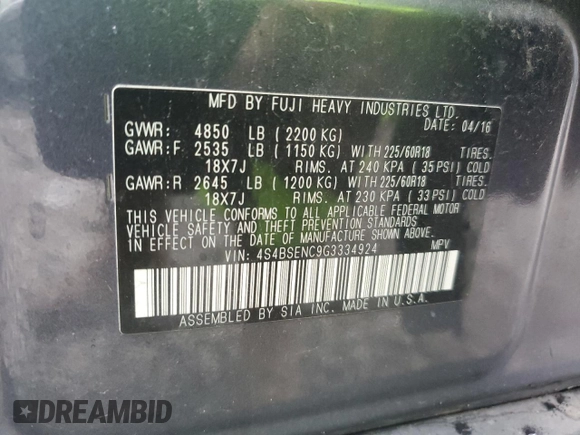 MFD BY FUJI HEAVY INDUSTRIES LTD.
DATE: 04/16
GVWR: 4850 LB (2200 KG)
GAWR:F 2535 LB (1150 KG) WITH 225/60R18 TIRES.
18X7J RIMS. AT 240 KPA (35 PSI) COLD
GAWR:R 2645 LB (1200 KG) WITH 225/60R18 TIRES.
18X7J RIMS. AT 230 KPA (33 PSI) COLD
THIS VEHICLE CONFORMS TO ALL APPLICABLE FEDERAL MOTOR
VEHICLE SAFETY AND THEFT PREVENTION STANDARDS
IN EFFECT ON THE DATE OF MANUFACTURE SHOWN ABOVE.
VIN: 4S4BSENC9G3334924 MPV
ASSEMBLED BY SIA INC. MADE IN U.S.A.
DREAMBID